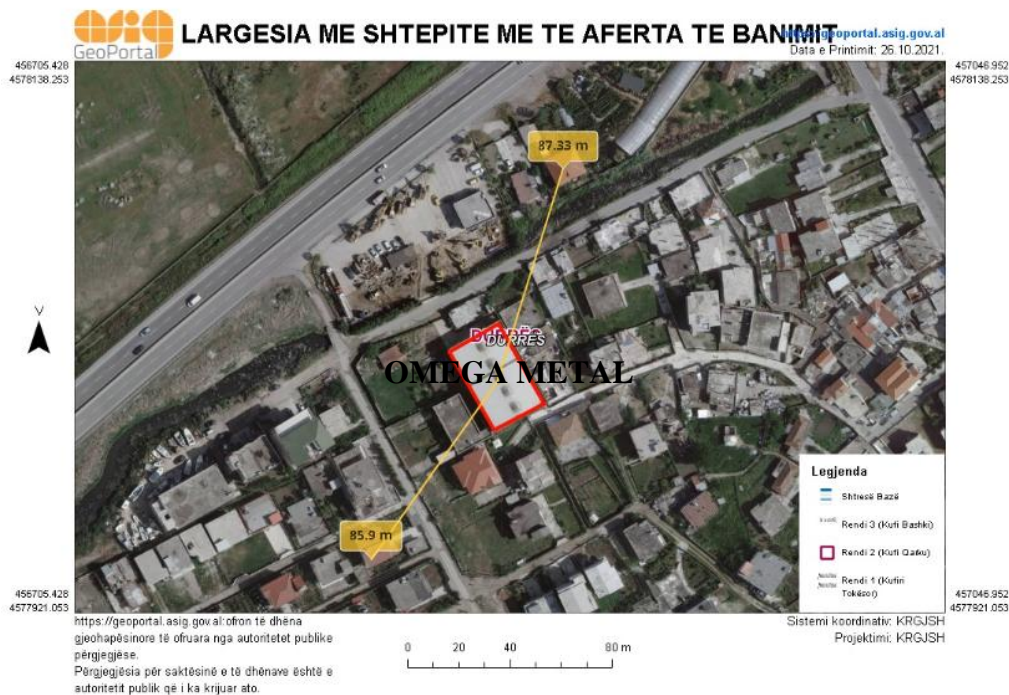 GeoPortal
LARGESIA ME SHTEPITE ME TE AFERTA TE BANIMIT
geoportal.asig.gov.al
Data e Printimit: 26.10.2021.
456705.428
4578138.253
457046.952
4578138.253
87.33 m
DURRËS
DURRËS
OMEGA METAL
85.9 m
Legjenda
Shtresë Bazë
Rendi 3 (Kufi Bashki)
Rendi 2 (Kufi Qarku)
Rendi 1 (Kufiri
Tokësor)
456705.428
4577921.053
457046.952
4577921.053
https://geoportal.asig.gov.al:ofron të dhëna
gjeohapësinore të ofruara nga autoritetet publike
përgjegjëse.
Përgjegjësia për saktësinë e të dhënave është e
autoritetit publik që i ka krijuar ato.
0 20 40 80 m
Sistemi koordinativ: KRGJSH
Projektimi: KRGJSH